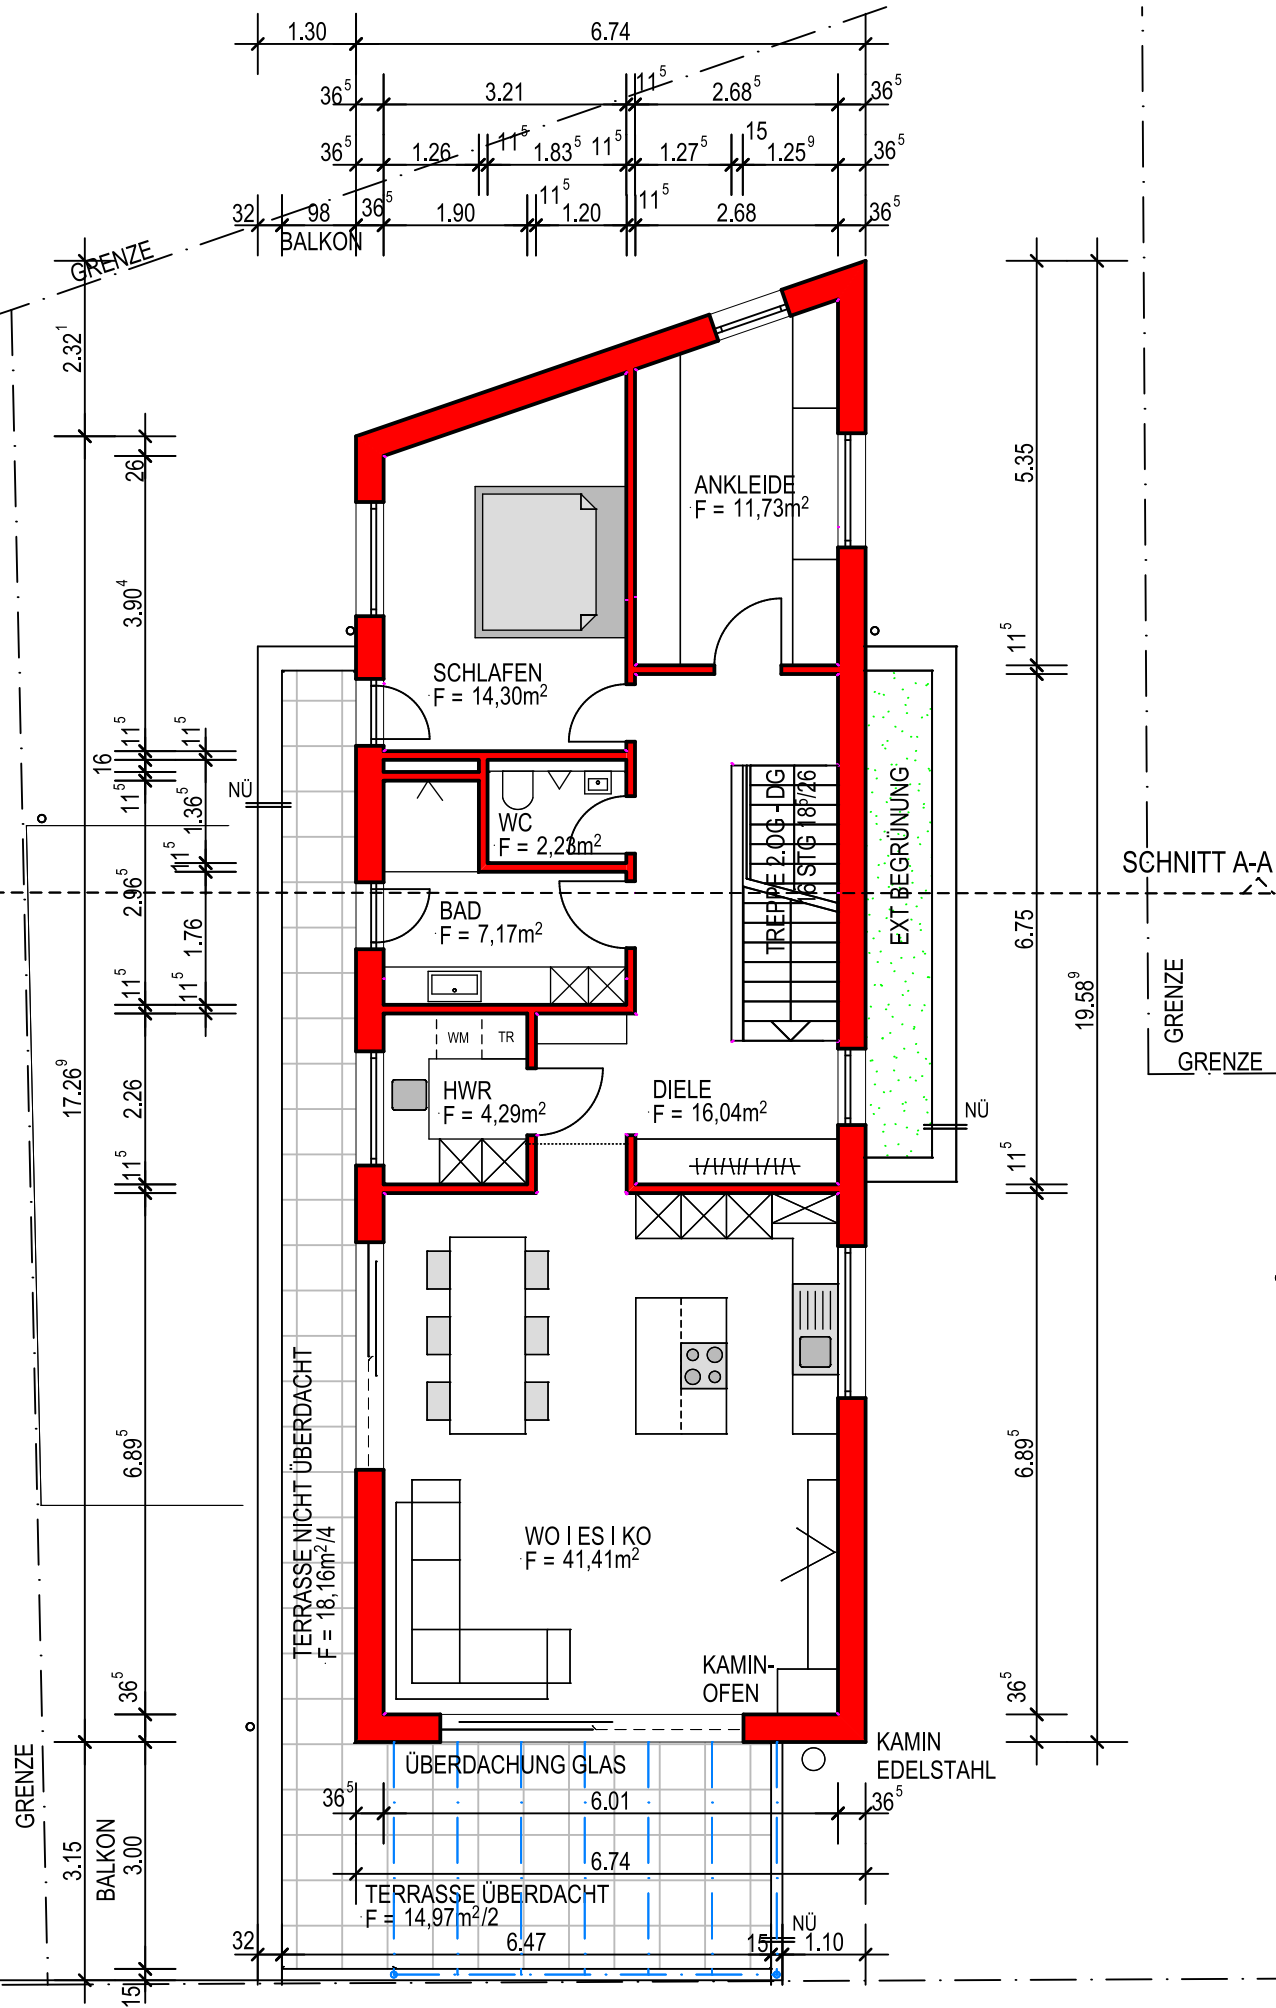 1.30
6.74
36⁵
3.21
11⁵
2.68⁵
36⁵
36⁵
1.26
11⁵
1.83⁵
11⁵
1.27⁵
15
1.25⁹
36⁵
32
98
36⁵
1.90
11⁵
1.20
11⁵
2.68
36⁵
BALKON
GRENZE
2.32¹
26
3.90⁴
11⁵
11⁵
16
11⁵
1.36⁵
11⁵
2.96⁵
1.76
11⁵
11⁵
17.26⁹
2.26
11⁵
6.89⁵
36⁵
3.15
BALKON
3.00
15
GRENZE
NÜ
ANKLEIDE
F = 11,73m²
SCHLAFEN
F = 14,30m²
WC
F = 2,23m²
BAD
F = 7,17m²
TREPPE 2.OG - DG
16 STG 18⁵/26
EXT BEGRÜNUNG
WM
TR
HWR
F = 4,29m²
DIELE
F = 16,04m²
NÜ
SCHNITT A-A
GRENZE
GRENZE
5.35
11⁵
6.75
19.58⁹
11⁵
6.89⁵
36⁵
TERRASSE NICHT ÜBERDACHT
F = 18,16m²/4
WO I ES I KO
F = 41,41m²
KAMIN-
OFEN
KAMIN
EDELSTAHL
ÜBERDACHUNG GLAS
36⁵
6.01
36⁵
6.74
TERRASSE ÜBERDACHT
F = 14,97m²/2
NÜ
32
6.47
15
1.10